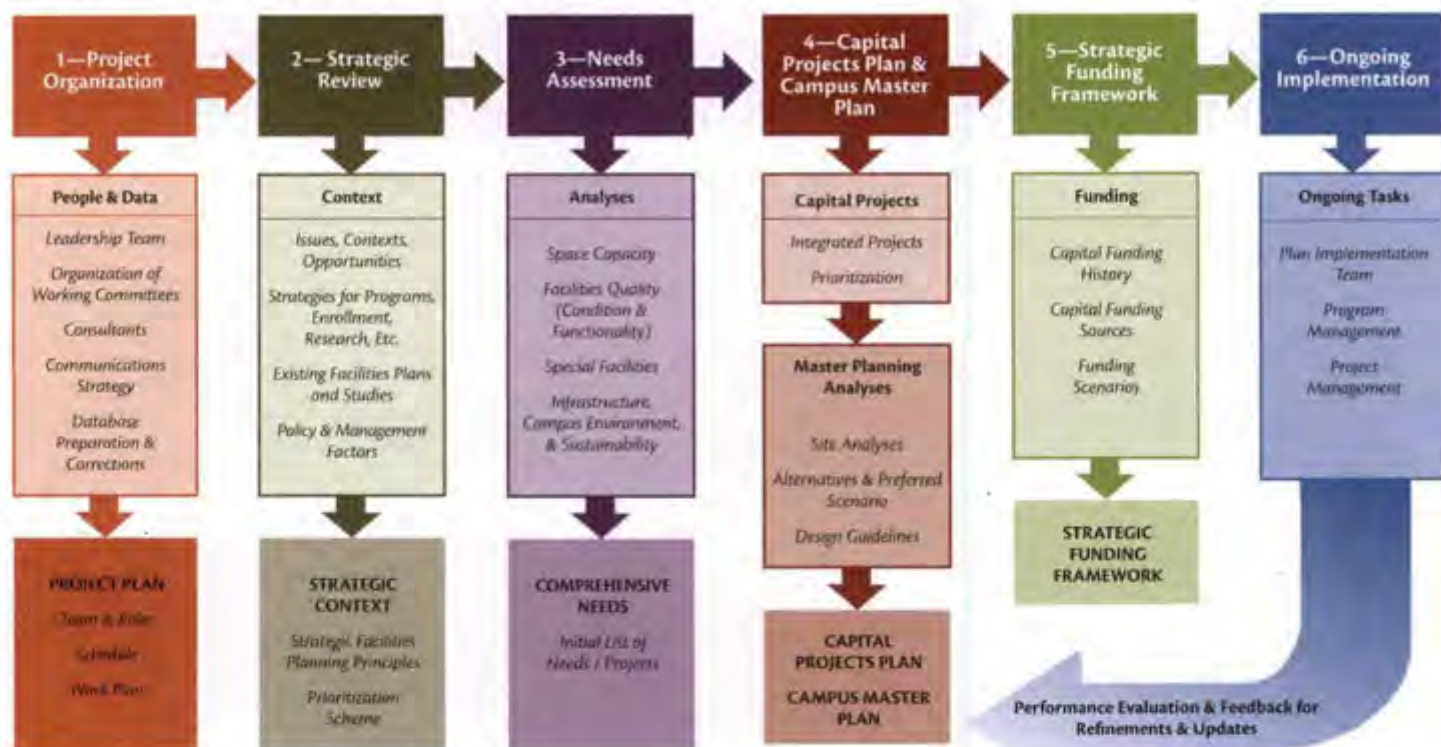 1—Project
Organization
2— Strategic
Review
3—Needs
Assessment
4—Capital
Projects Plan &
Campus Master
Plan
5—Strategic
Funding
Framework
6—Ongoing
Implementation
People & Data
Leadership Team
Organization of
Working Committees
Consultants
Communications
Strategy
Database
Preparation &
Corrections
PROJECT PLAN
Team & Roles
Schedule
Work Plan
Context
Issues, Contexts,
Opportunities
Strategies for Programs,
Enrollment,
Research, Etc.
Existing Facilities Plans
and Studies
Policy & Management
Factors
STRATEGIC
CONTEXT
Strategic Facilities
Planning Principles
Prioritization
Scheme
Analyses
Space Capacity
Facilities Quality
(Condition &
Functionality)
Special Facilities
Infrastructure,
Campus Environment,
& Sustainability
COMPREHENSIVE
NEEDS
Initial List of
Needs / Projects
Capital Projects
Integrated Projects
Prioritization
Master Planning
Analyses
Site Analyses
Alternatives & Preferred
Scenario
Design Guidelines
CAPITAL
PROJECTS PLAN
CAMPUS MASTER
PLAN
Funding
Capital Funding
History
Capital Funding
Sources
Funding
Scenarios
STRATEGIC
FUNDING
FRAMEWORK
Ongoing Tasks
Plan Implementation
Team
Program
Management
Project
Management
Performance Evaluation & Feedback for
Refinements & Updates